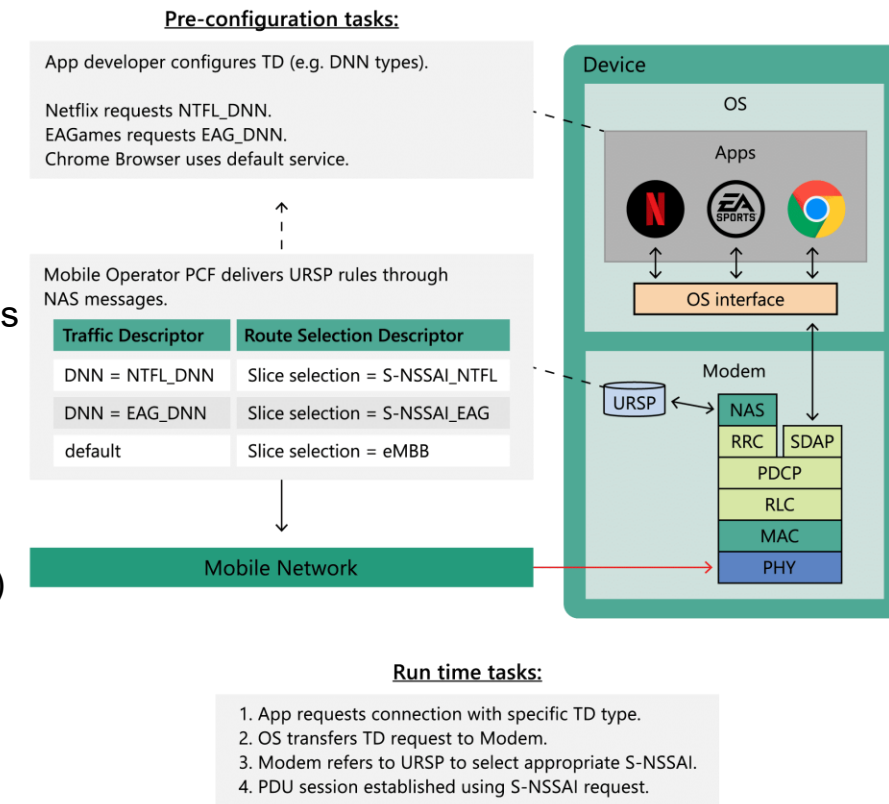 Pre-configuration tasks:
App developer configures TD (e.g. DNN types).
Netflix requests NTFL_DNN.
EAGames requests EAG_DNN.
Chrome Browser uses default service.
Mobile Operator PCF delivers URSP rules through
NAS messages.
Traffic Descriptor Route Selection Descriptor
DNN = NTFL_DNN Slice selection = S-NSSAI_NTFL
DNN = EAG_DNN Slice selection = S-NSSAI_EAG
default Slice selection = eMBB
Mobile Network
s
)
Device
OS
Apps
N
EA
SPORTS
OS interface
Modem
URSP
NAS
RRC SDAP
PDCP
RLC
MAC
PHY
Run time tasks:
1. App requests connection with specific TD type.
2. OS transfers TD request to Modem.
3. Modem refers to URSP to select appropriate S-NSSAI.
4. PDU session established using S-NSSAI request.